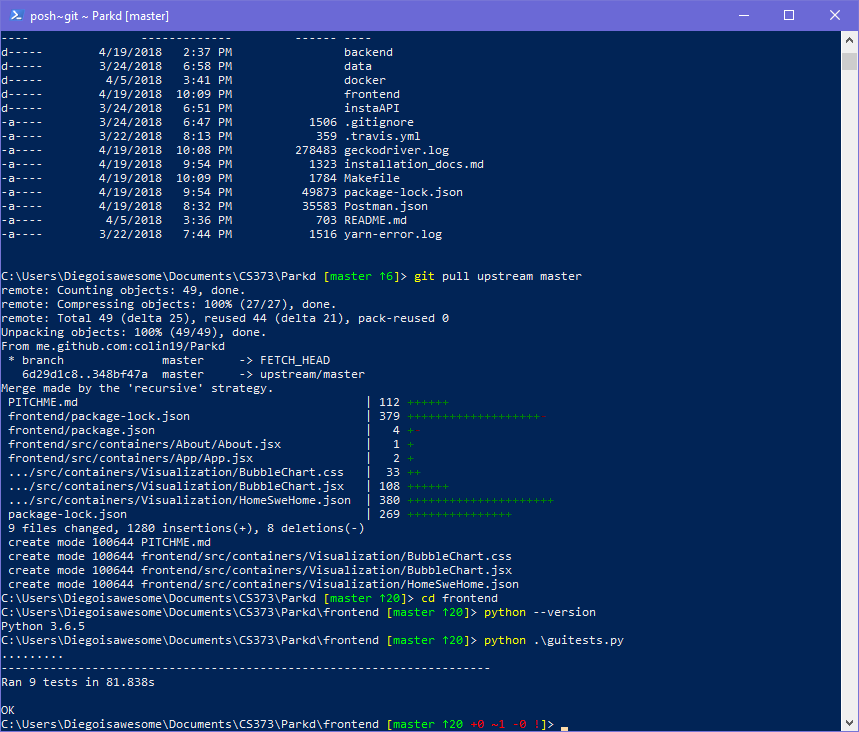 posh~git ~ Parkd [master]
---- ------------- ------ ----
d----- 4/19/2018 2:37 PM backend
d----- 3/24/2018 6:58 PM data
d----- 4/5/2018 3:41 PM docker
d----- 4/19/2018 10:09 PM frontend
d----- 3/24/2018 6:51 PM instaAPI
-a---- 3/24/2018 6:47 PM 1506 .gitignore
-a---- 3/22/2018 8:13 PM 359 .travis.yml
-a---- 4/19/2018 10:08 PM 278483 geckodriver.log
-a---- 4/19/2018 9:54 PM 1323 installation_docs.md
-a---- 4/19/2018 10:09 PM 1784 Makefile
-a---- 4/19/2018 9:54 PM 49873 package-lock.json
-a---- 4/19/2018 8:32 PM 35583 Postman.json
-a---- 4/5/2018 3:36 PM 703 README.md
-a---- 3/22/2018 7:44 PM 1516 yarn-error.log
C:\Users\Diegoisawesome\Documents\CS373\Parkd [master ↑6]> git pull upstream master
remote: Counting objects: 49, done.
remote: Compressing objects: 100% (27/27), done.
remote: Total 49 (delta 25), reused 44 (delta 21), pack-reused 0
Unpacking objects: 100% (49/49), done.
From me.github.com:colin19/Parkd
* branch master -> FETCH_HEAD
6d29d1c8..348bf47a master -> upstream/master
Merge made by the 'recursive' strategy.
PITCHME.md | 112 ++++++
frontend/package-lock.json | 379 +++++++++++++++++++-
frontend/package.json | 4 +-
frontend/src/containers/About/About.jsx | 1 +
frontend/src/containers/App/App.jsx | 2 +
.../src/containers/Visualization/BubbleChart.css | 33 ++
.../src/containers/Visualization/BubbleChart.jsx | 108 ++++++
.../src/containers/Visualization/HomeSweHome.json | 380 +++++++++++++++++++++
package-lock.json | 269 +++++++++++++++
9 files changed, 1280 insertions(+), 8 deletions(-)
create mode 100644 PITCHME.md
create mode 100644 frontend/src/containers/Visualization/BubbleChart.css
create mode 100644 frontend/src/containers/Visualization/BubbleChart.jsx
create mode 100644 frontend/src/containers/Visualization/HomeSweHome.json
C:\Users\Diegoisawesome\Documents\CS373\Parkd [master ↑20]> cd frontend
C:\Users\Diegoisawesome\Documents\CS373\Parkd\frontend [master ↑20]> python --version
Python 3.6.5
C:\Users\Diegoisawesome\Documents\CS373\Parkd\frontend [master ↑20]> python .\guitests.py
.........
----------------------------------------------------------------------
Ran 9 tests in 81.838s
OK
C:\Users\Diegoisawesome\Documents\CS373\Parkd\frontend [master ↑20 +0 ~1 -0 !]>